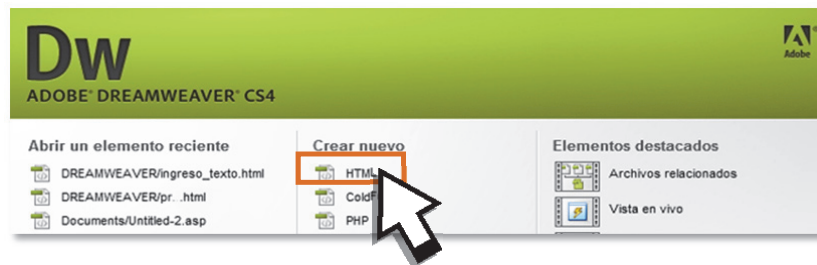 Dw
ADOBE® DREAMWEAVER® CS4
Adobe
Abrir un elemento reciente
DREAMWEAVER/ingreso_texto.html
DREAMWEAVER/pr. .html
Documents/Untitled-2.asp
Crear nuevo
HTML
PHP
Elementos destacados
Archivos relacionados
Vista en vivo